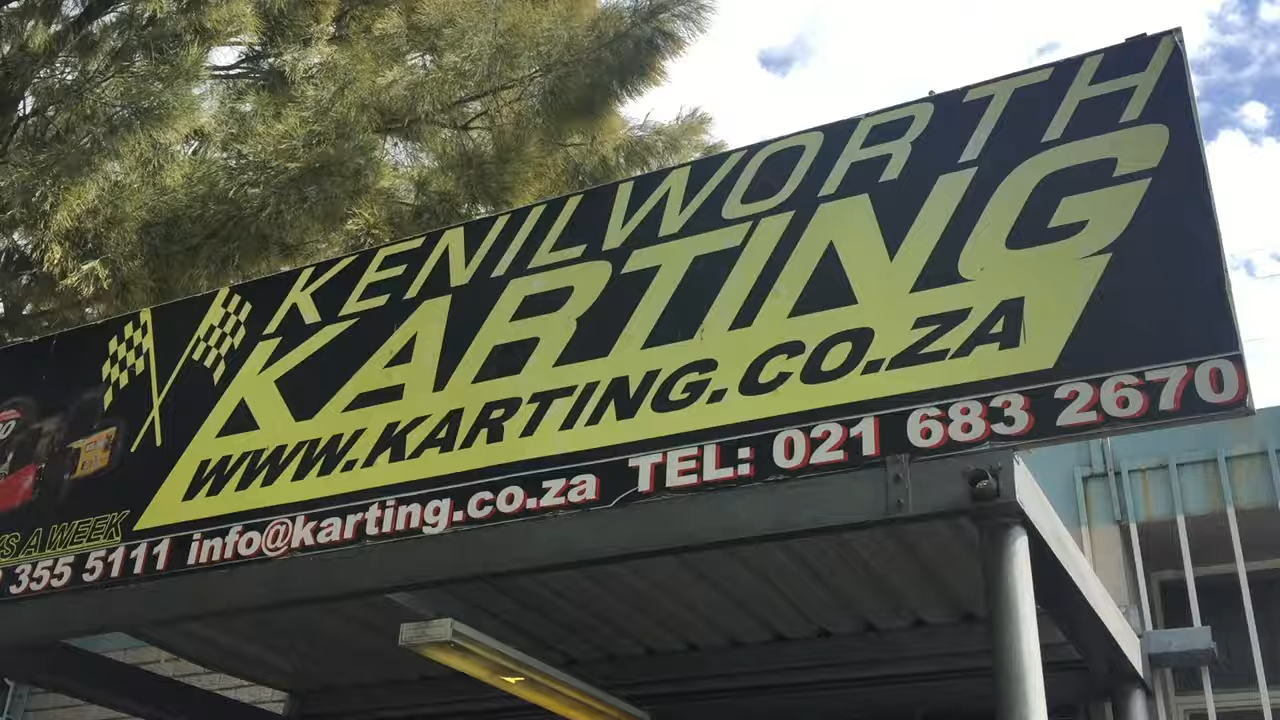 KENILWORTH
KARTING
WWW.KARTING.CO.ZA
A WEEK
355 5111 info@karting.co.za TEL: 021 683 2670